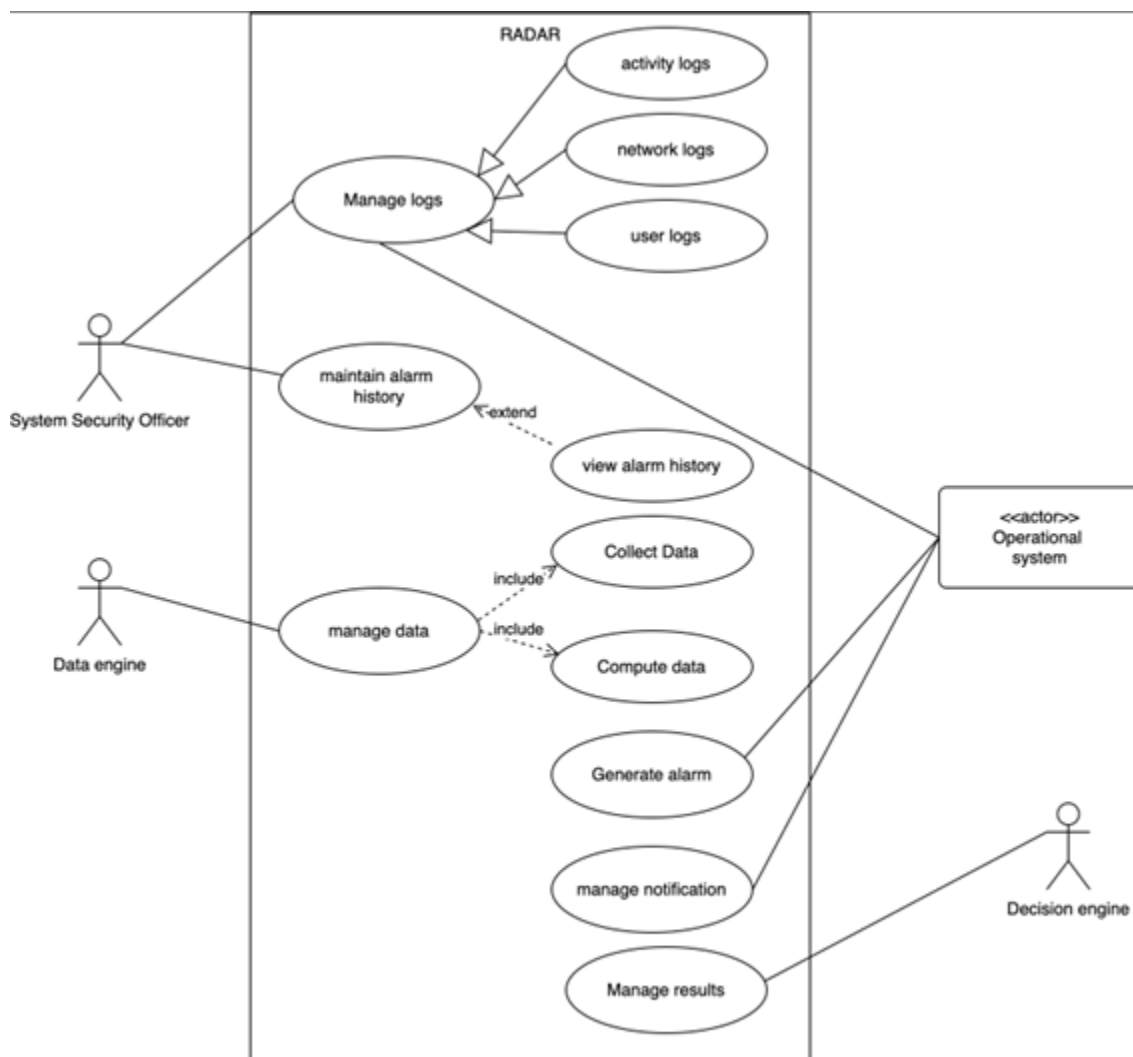 RADAR
activity logs
network logs
Manage logs
user logs
System Security Officer
maintain alarm
history
extend
view alarm history
<<actor>>
Operational
system
Collect Data
include
manage data
include
Data engine
Compute data
Generate alarm
manage notification
Decision engine
Manage results